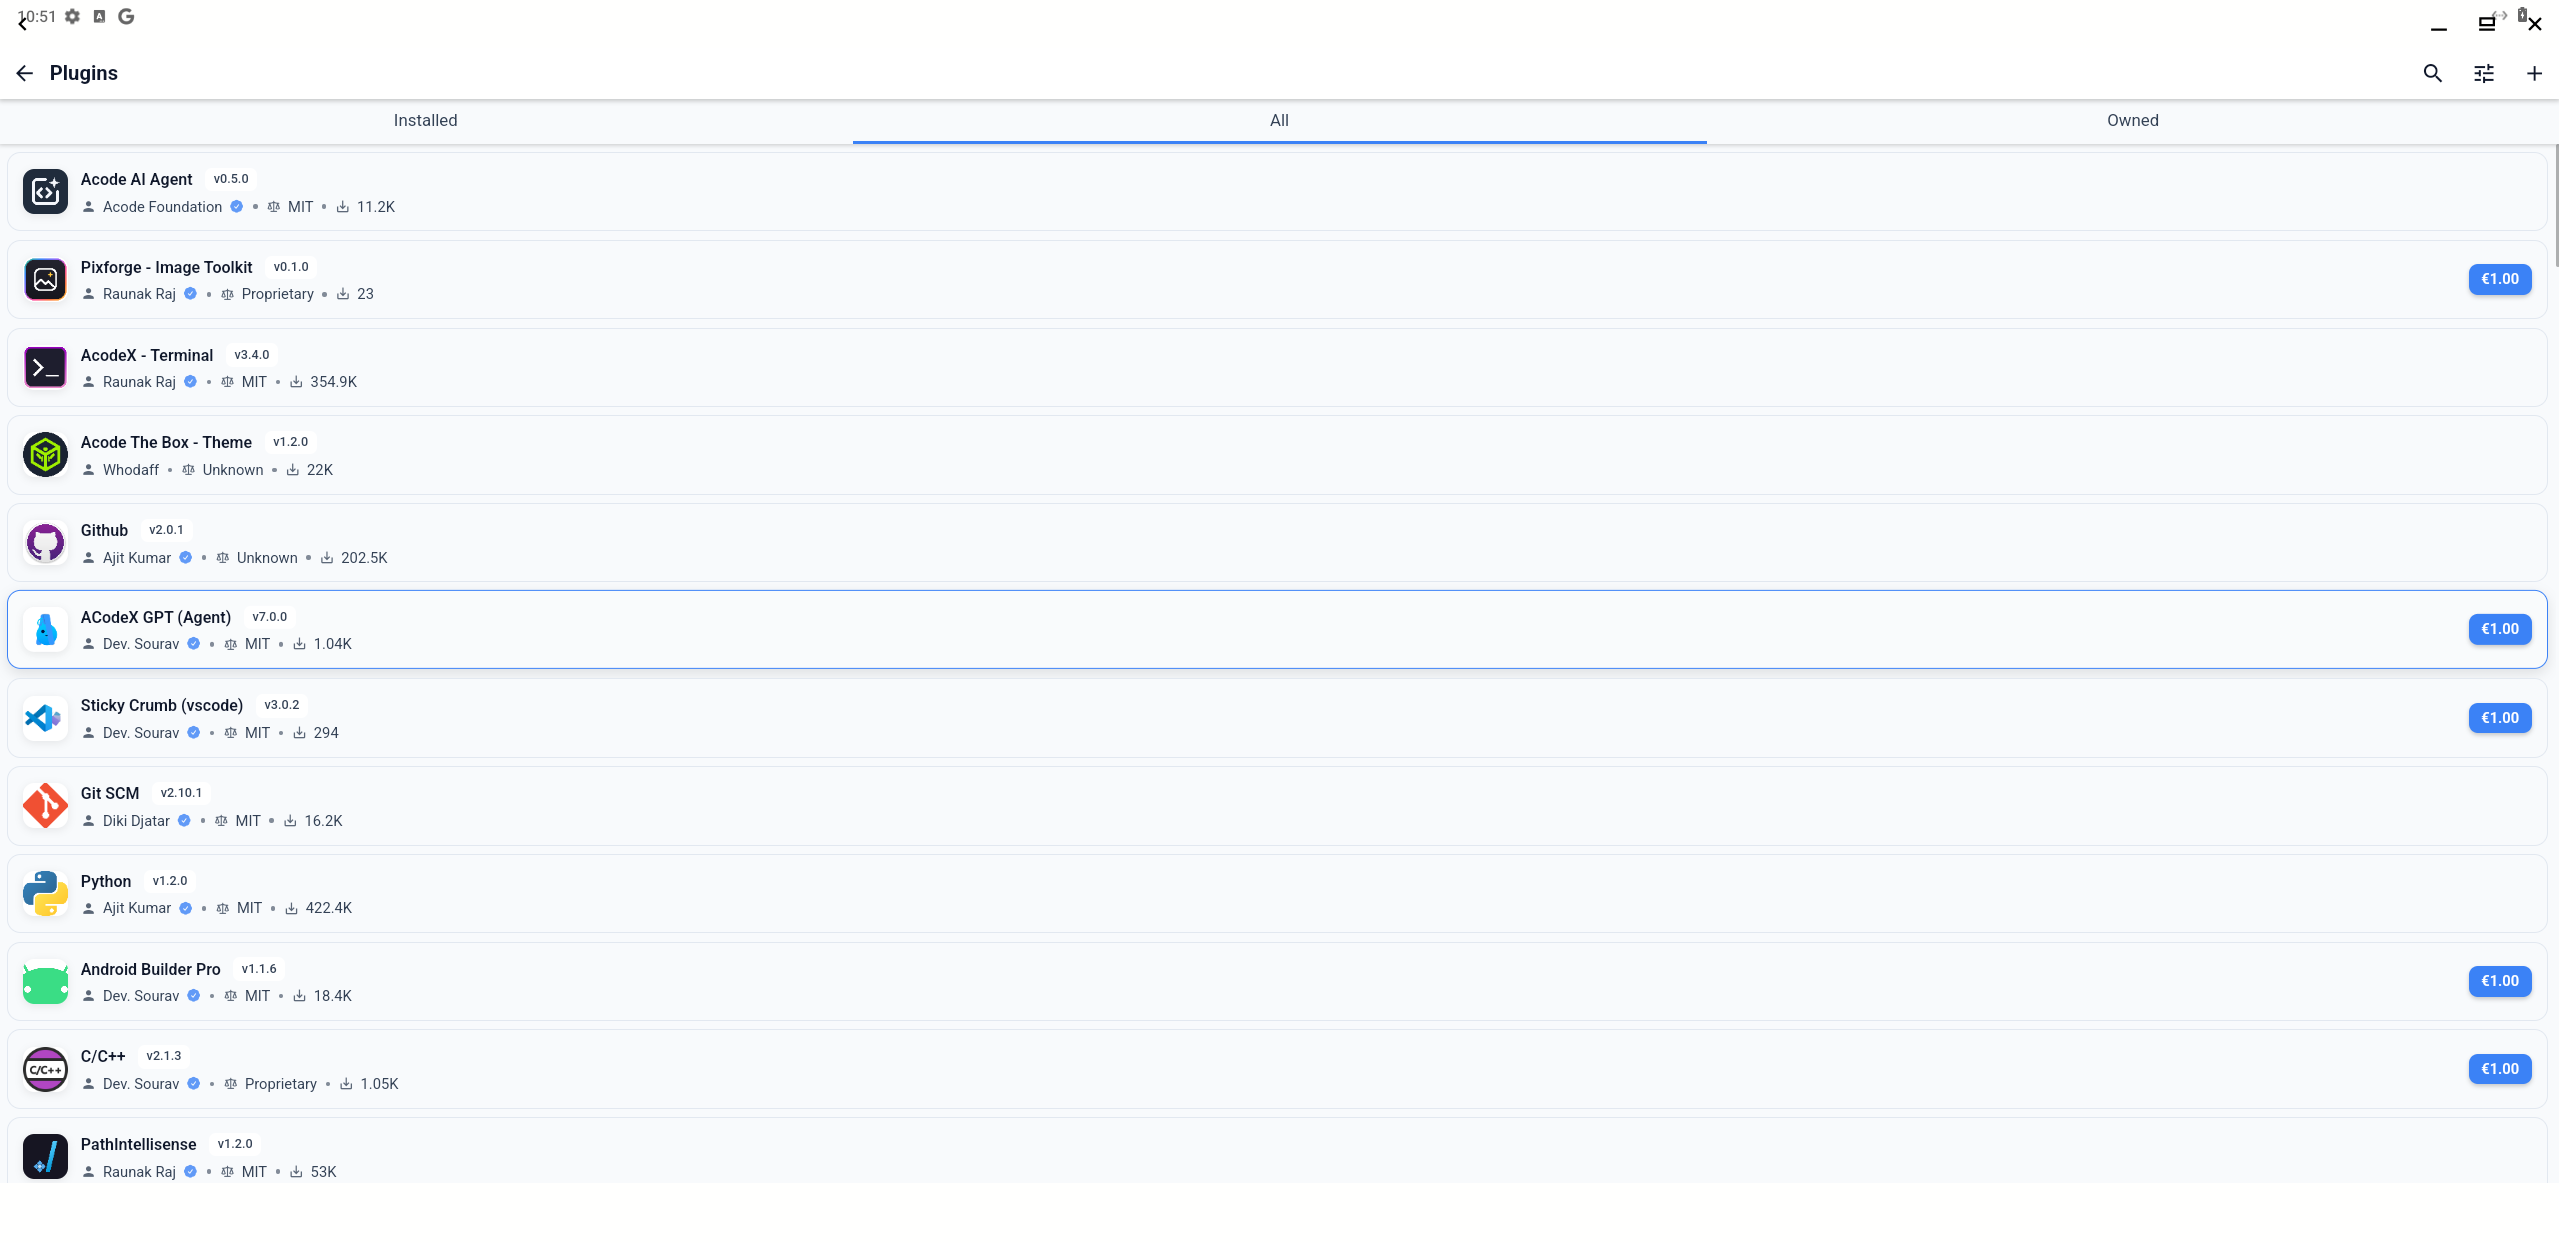 10:51
Plugins
Installed
All
Owned
Acode AI Agent v0.5.0
Acode Foundation • MIT • 11.2K
Pixforge - Image Toolkit v0.1.0
Raunak Raj • Proprietary • 23
€1.00
AcodeX - Terminal v3.4.0
Raunak Raj • MIT • 354.9K
Acode The Box - Theme v1.2.0
Whodaff • Unknown • 22K
Github v2.0.1
Ajit Kumar • Unknown • 202.5K
ACodeX GPT (Agent) v7.0.0
Dev. Sourav • MIT • 1.04K
€1.00
Sticky Crumb (vscode) v3.0.2
Dev. Sourav • MIT • 294
€1.00
Git SCM v2.10.1
Diki Djatar • MIT • 16.2K
Python v1.2.0
Ajit Kumar • MIT • 422.4K
Android Builder Pro v1.1.6
Dev. Sourav • MIT • 18.4K
€1.00
C/C++
C/C++ v2.1.3
Dev. Sourav • Proprietary • 1.05K
€1.00
PathIntellisense v1.2.0
Raunak Raj • MIT • 53K